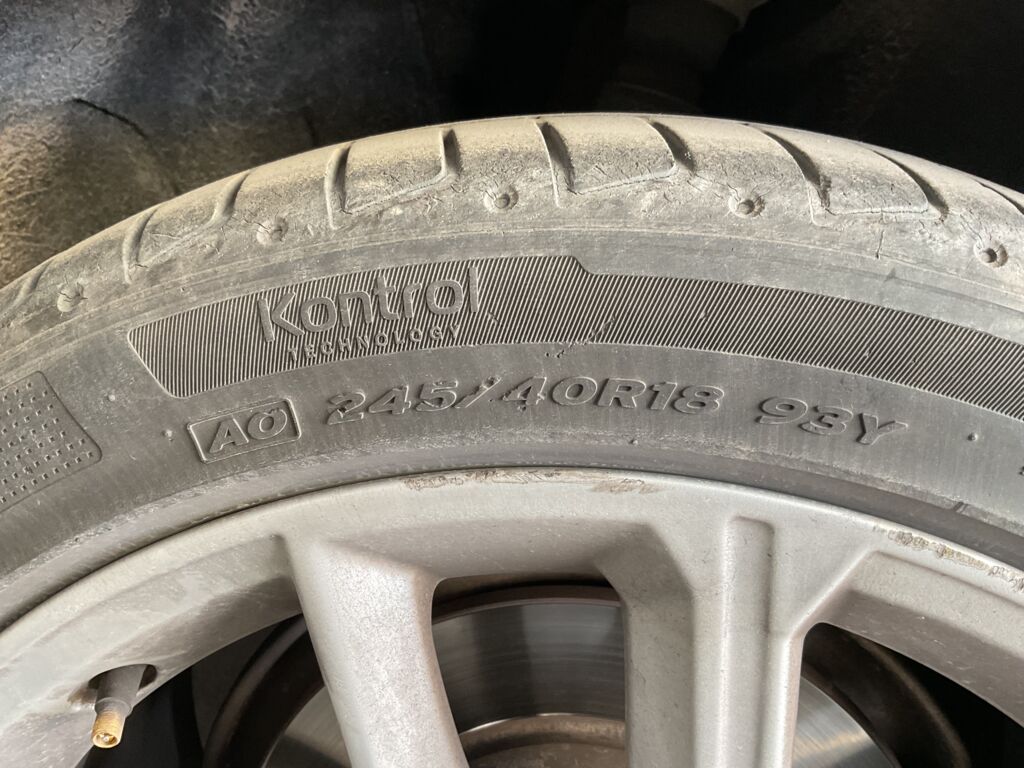 Kontrol
TECHNOLOGY
AO 245/40R18 93Y